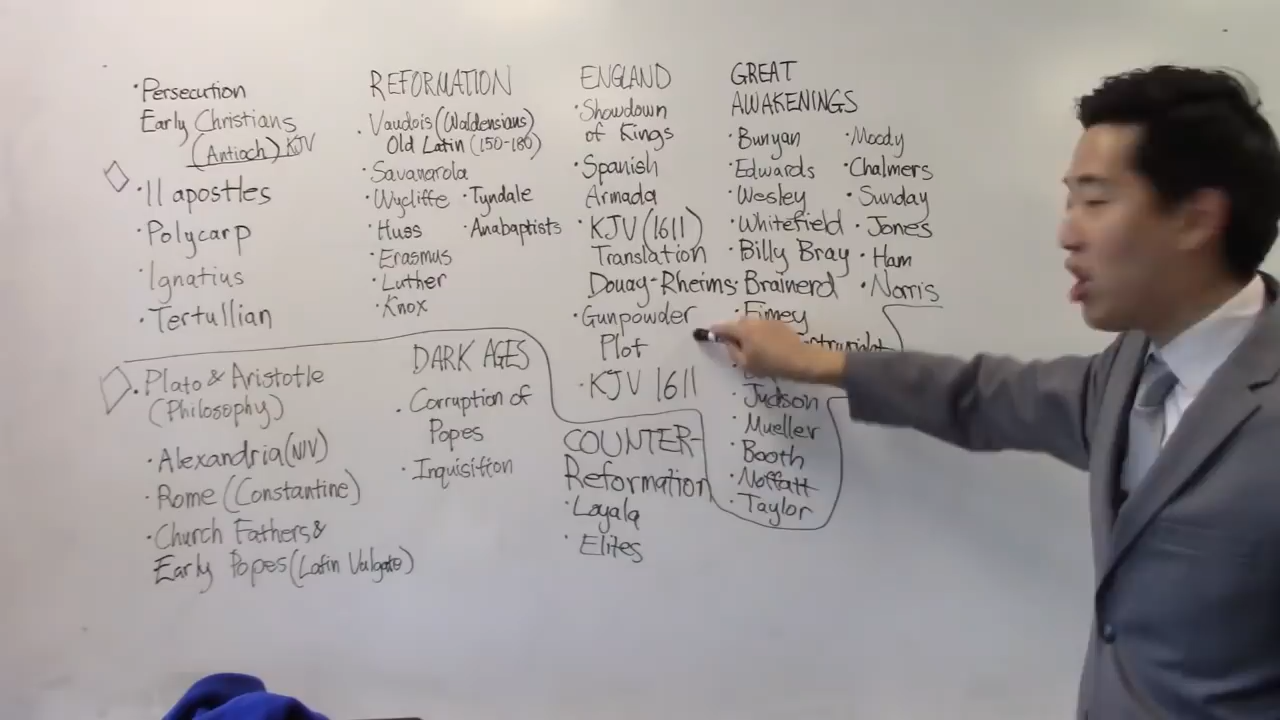 ·Persecution
Early Christians
(Antioch) KJV
·11 apostles
·Polycarp
·Ignatius
·Tertullian
·Plato & Aristotle
(Philosophy)
·Alexandria (NIV)
·Rome (Constantine)
·Church Fathers &
Early Popes (Latin Vulgate)
REFORMATION
·Vaudois (Waldensians)
Old Latin (150-180)
·Savanarola
·Wycliffe ·Tyndale
·Huss ·Anabaptists
·Erasmus
·Luther
·Knox
DARK AGES
·Corruption of
Popes
·Inquisition
ENGLAND
·Showdown
of Kings
·Spanish
Armada
·KJV (1611)
Translation
Douay-Rheims
·Gunpowder
Plot
·KJV 1611
COUNTER-
Reformation
·Loyala
·Elites
GREAT
AWAKENINGS
·Bunyan ·Moody
·Edwards ·Chalmers
·Wesley ·Sunday
·Whitefield ·Jones
·Billy Bray ·Ham
·Brainerd ·Norris
·Finney
·Judson
·Mueller
·Booth
·Moffatt
·Taylor